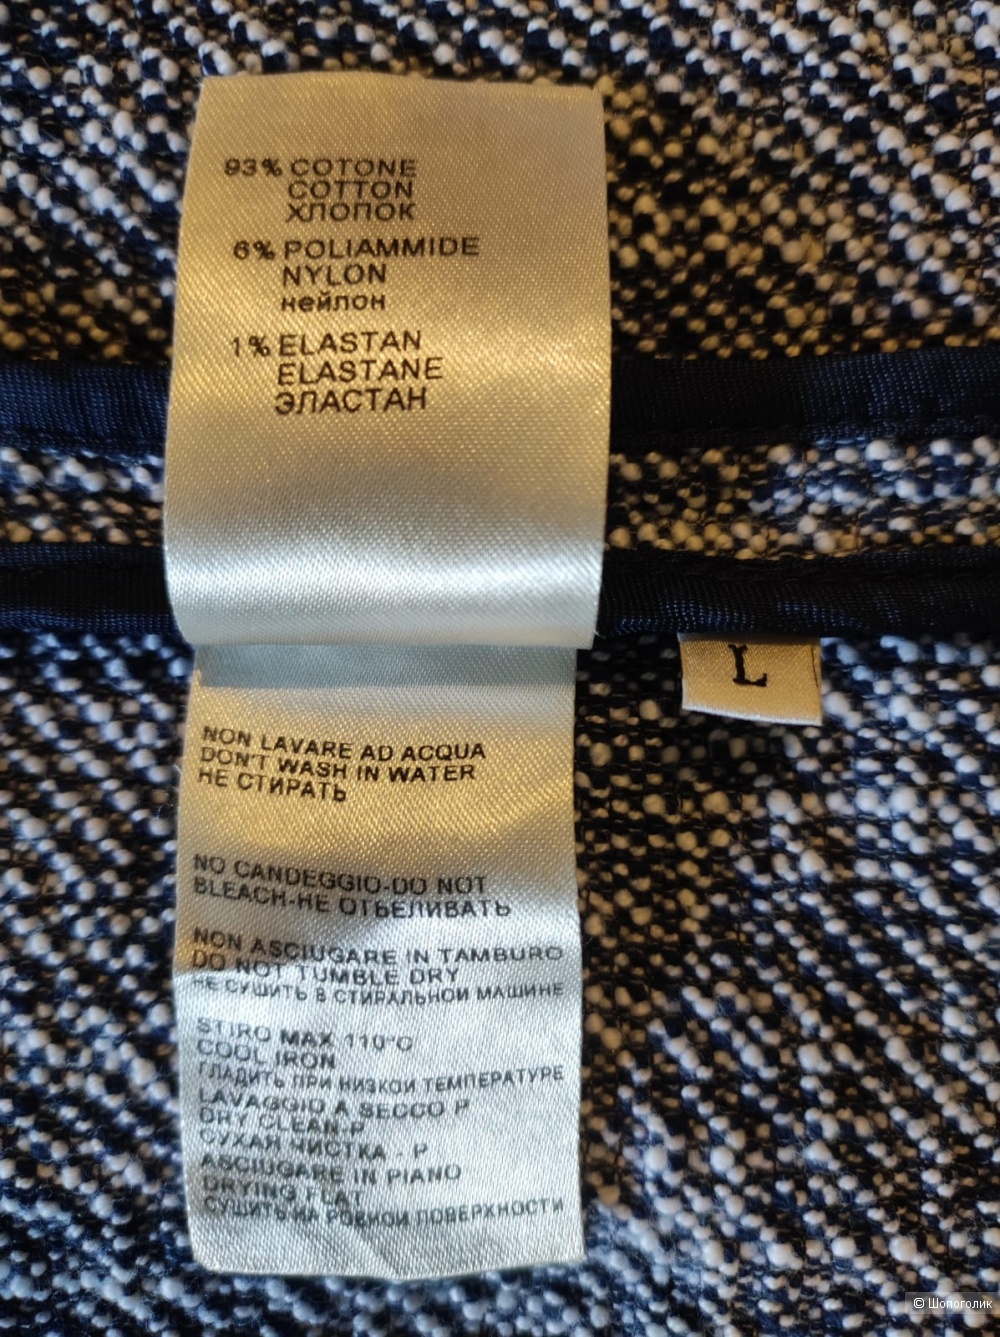 93% COTONE
COTTON
ХЛОПОК
6% POLIAMMIDE
NYLON
нейлон
1% ELASTAN
ELASTANE
ЭЛАСТАН
L
NON LAVARE AD ACQUA
DON'T WASH IN WATER
НЕ СТИРАТЬ
NO CANDEGGIO-DO NOT
BLEACH-НЕ ОТБЕЛИВАТЬ
NON ASCIUGARE IN TAMBURO
DO NOT TUMBLE DRY
НЕ СУШИТЬ В СТИРАЛЬНОЙ МАШИНЕ
STIRO MAX 110°C
COOL IRON
ГЛАДИТЬ ПРИ НИЗКОЙ ТЕМПЕРАТУРЕ
LAVAGGIO A SECCO P
DRY CLEAN-P
СУХАЯ ЧИСТКА - P
ASCIUGARE IN PIANO
DRYING FLAT
СУШИТЬ НА РОВНОЙ ПОВЕРХНОСТИ
© Шопоголик